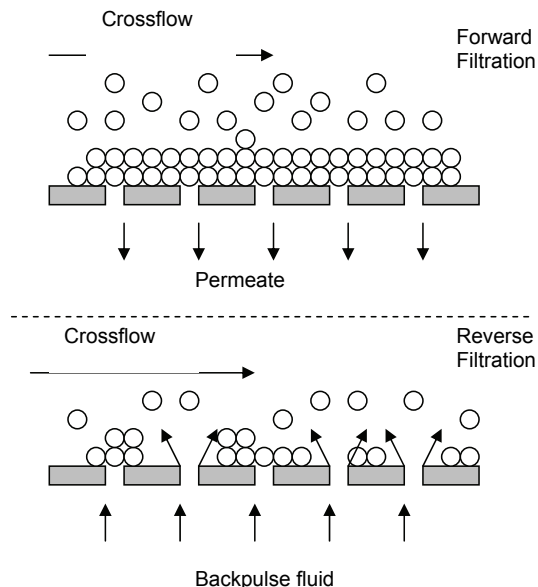 Crossflow
Forward
Filtration
Permeate
Crossflow
Reverse
Filtration
Backpulse fluid